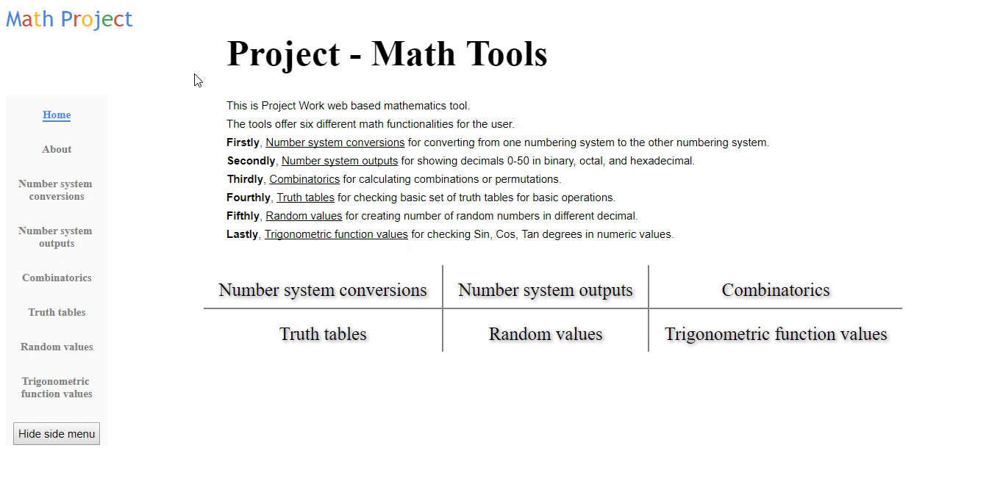 Math Project
Project - Math Tools
Home
About
Number system
conversions
Number system
outputs
Combinatorics
Truth tables
Random values
Trigonometric
function values
Hide side menu
This is Project Work web based mathematics tool.
The tools offer six different math functionalities for the user.
Firstly, Number system conversions for converting from one numbering system to the other numbering system.
Secondly, Number system outputs for showing decimals 0-50 in binary, octal, and hexadecimal.
Thirdly, Combinatorics for calculating combinations or permutations.
Fourthly, Truth tables for checking basic set of truth tables for basic operations.
Fifthly, Random values for creating number of random numbers in different decimal.
Lastly, Trigonometric function values for checking Sin, Cos, Tan degrees in numeric values.
Number system conversions Number system outputs Combinatorics
Truth tables Random values Trigonometric function values